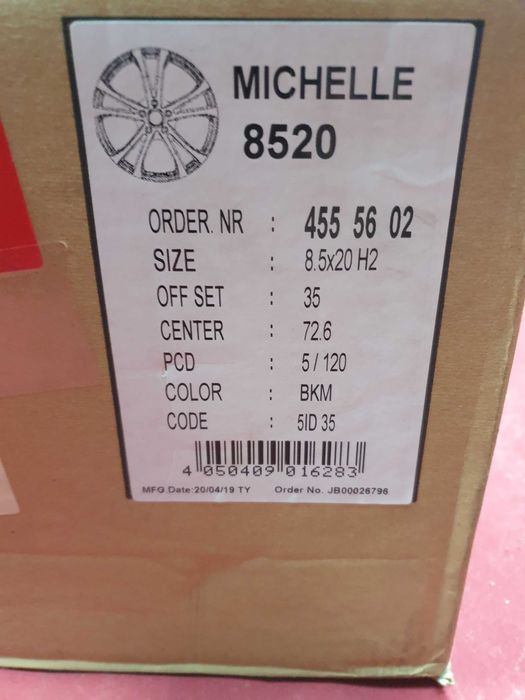 MICHELLE
8520
ORDER. NR : 455 56 02
SIZE : 8.5x20 H2
OFF SET : 35
CENTER : 72.6
PCD : 5 / 120
COLOR : BKM
CODE : 5ID 35
4 050409 016283
MFG.Date:20/04/19 TY Order No. JB00026796